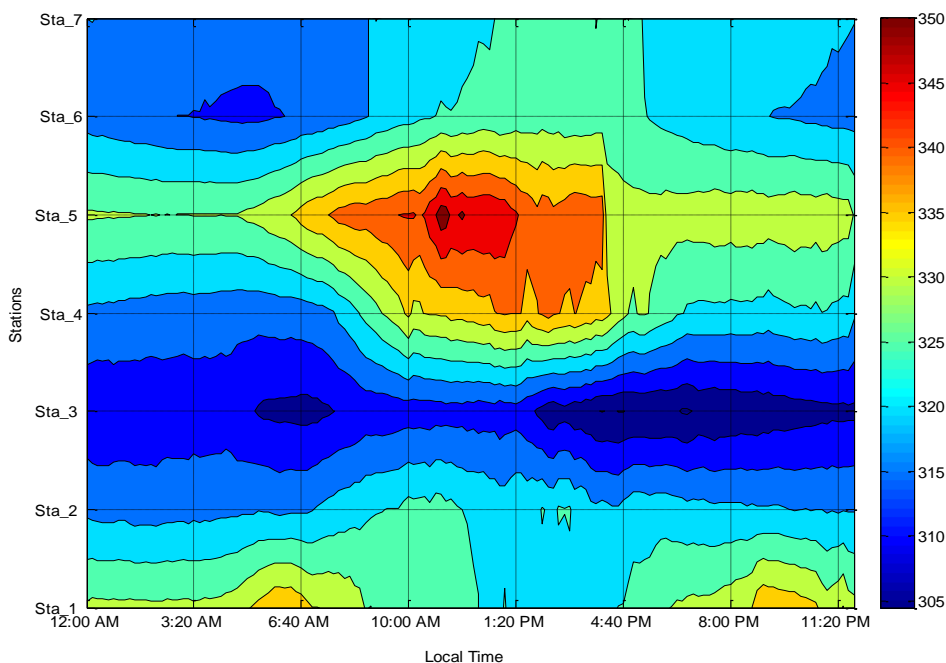 Sta_7
Sta_6
Sta_5
Sta_4
Sta_3
Sta_2
Sta_1
Stations
12:00 AM 3:20 AM 6:40 AM 10:00 AM 1:20 PM 4:40 PM 8:00 PM 11:20 PM
Local Time
350
345
340
335
330
325
320
315
310
305